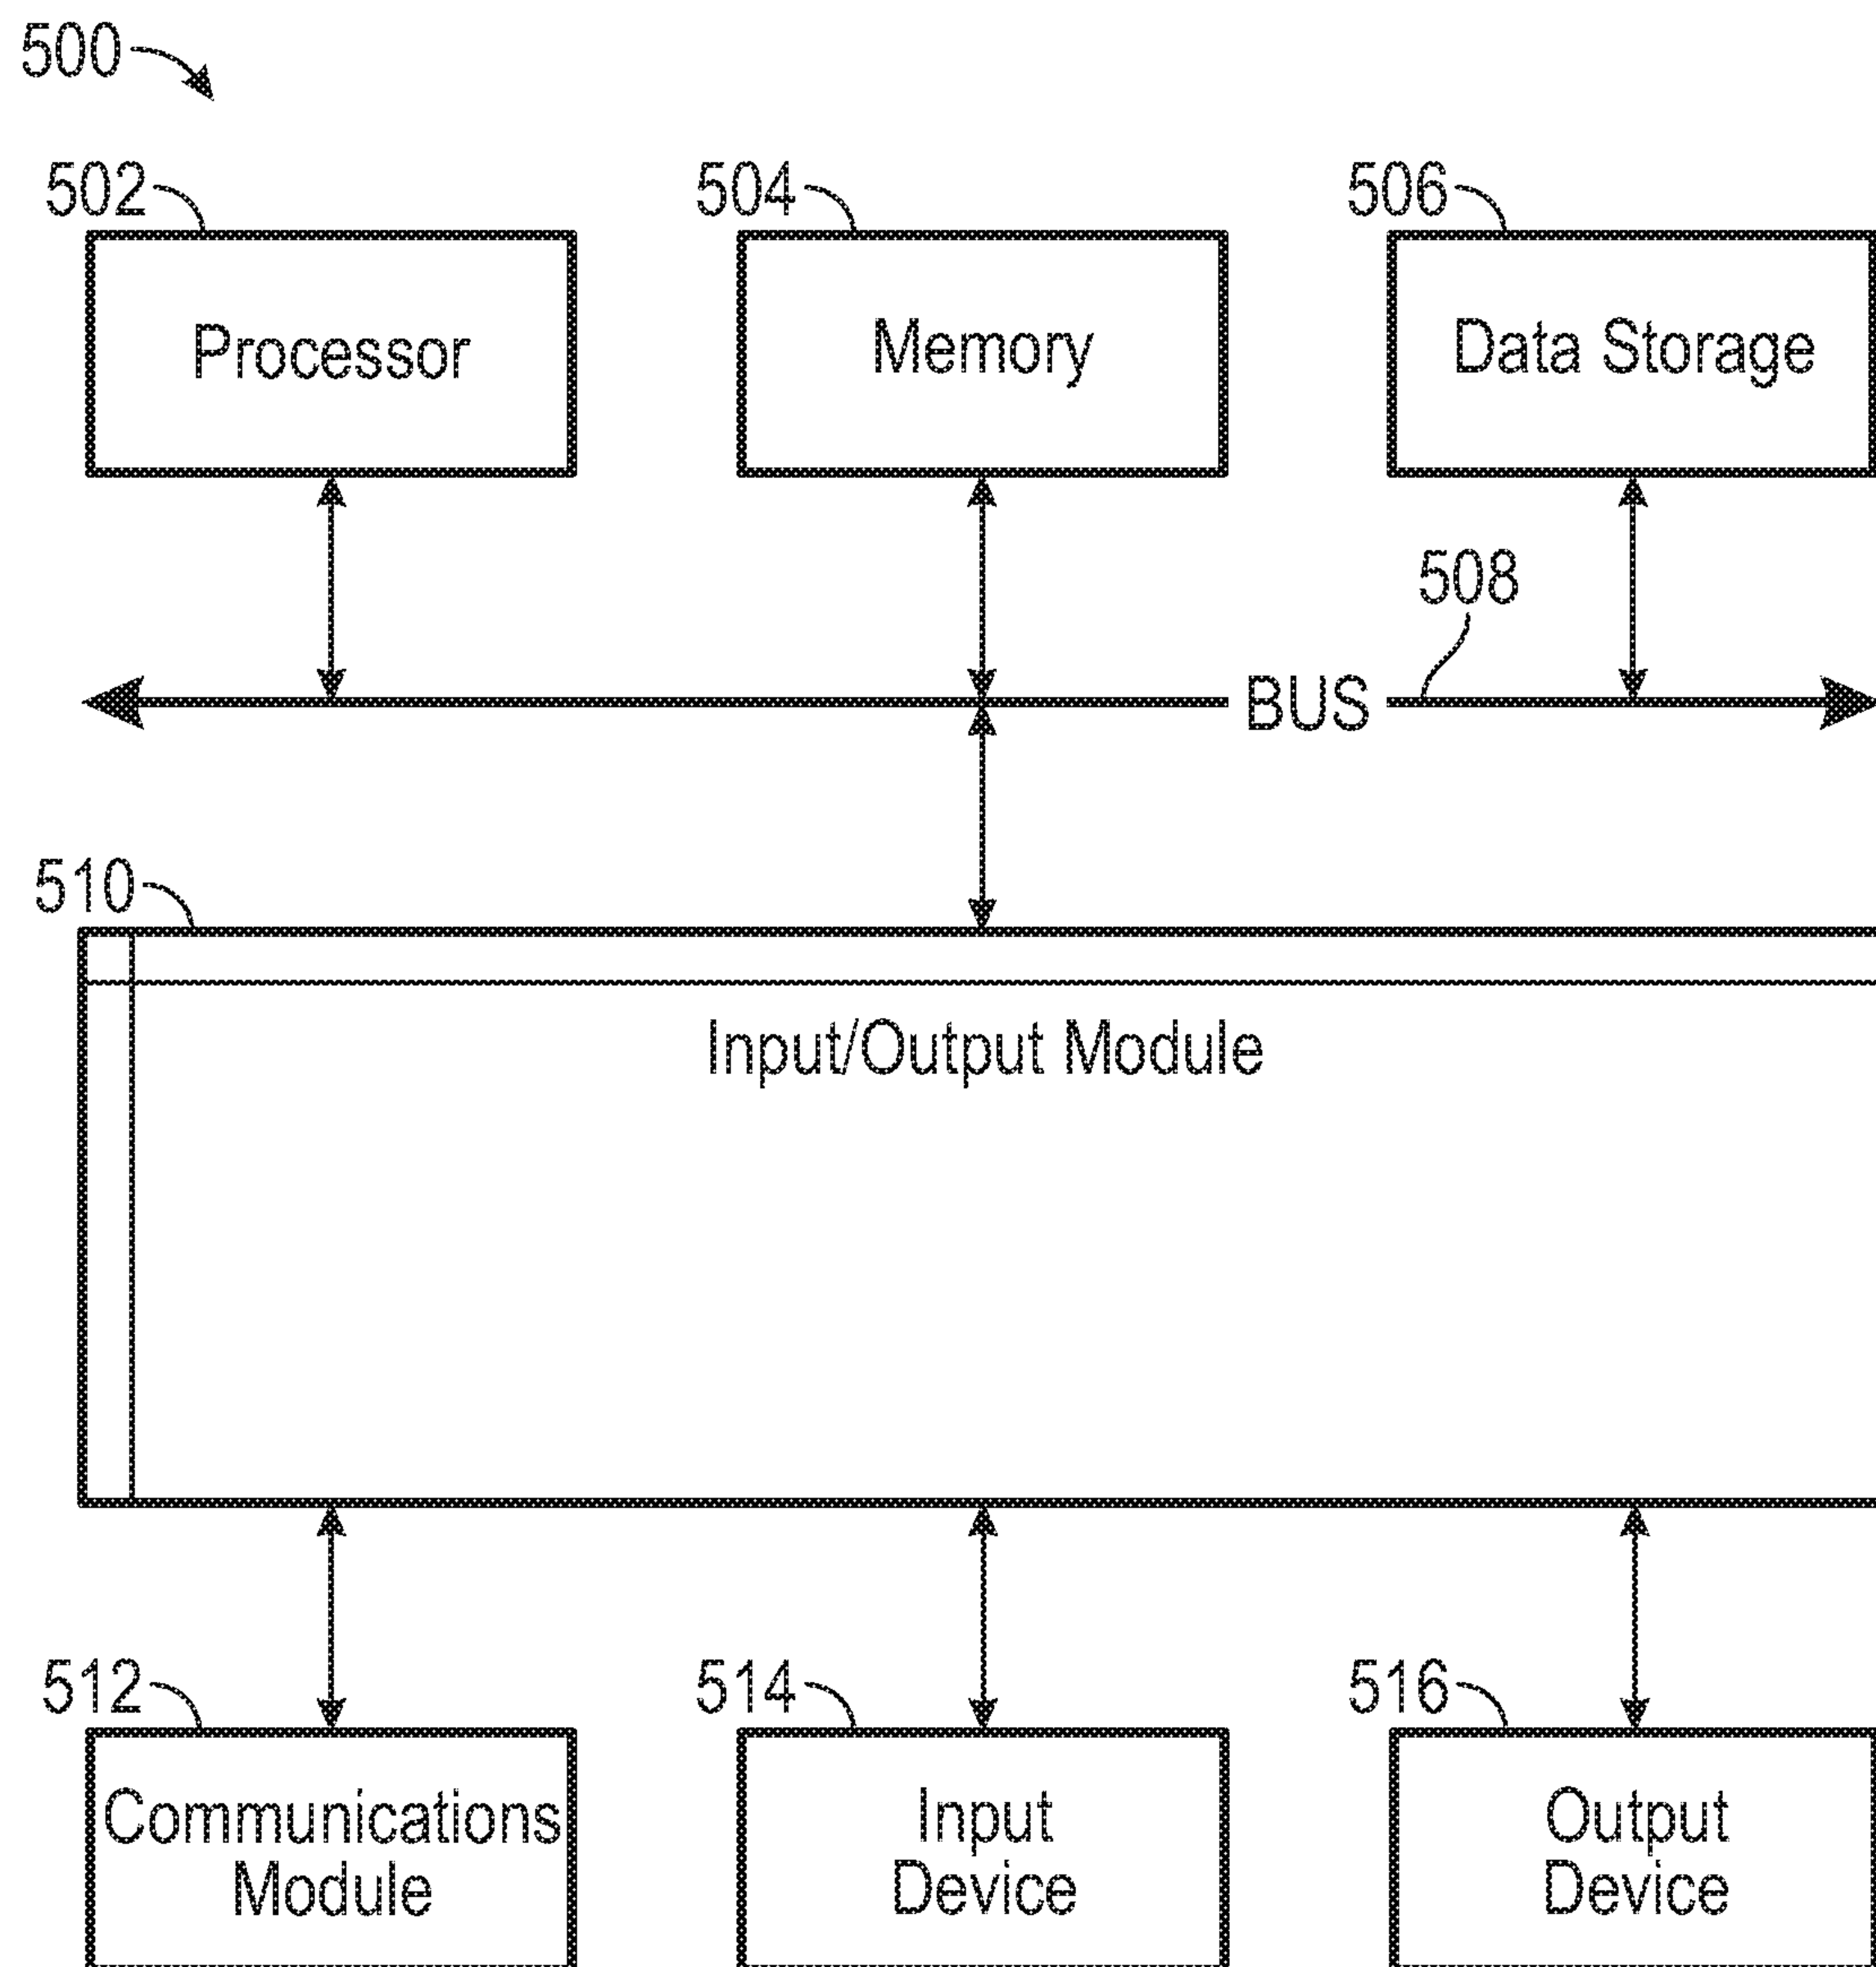 500
502
504
506
Processor
Memory
Data Storage
508
BUS
510
Input/Output Module
512
514
516
Communications
Module
Input
Device
Output
Device